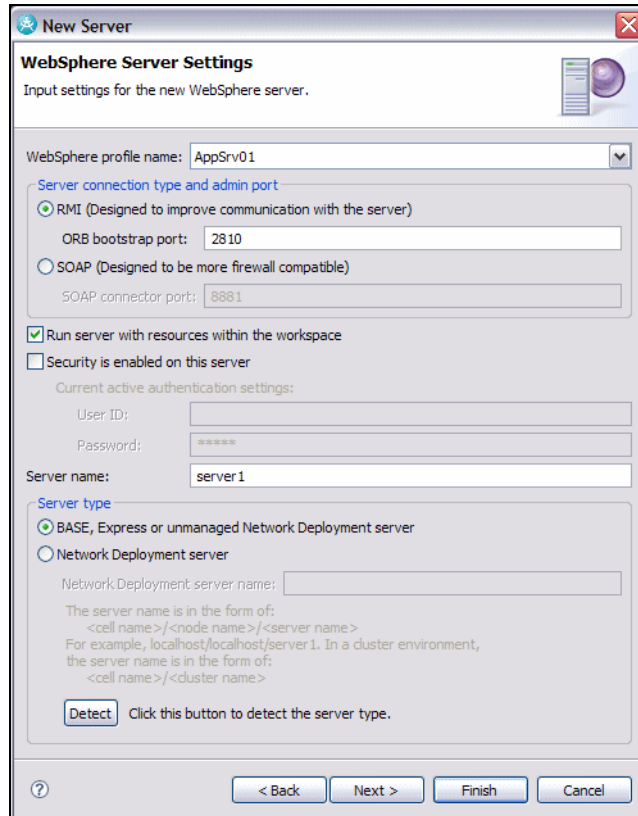 New Server
WebSphere Server Settings
Input settings for the new WebSphere server.
WebSphere profile name: AppSrv01
Server connection type and admin port
RMI (Designed to improve communication with the server)
ORB bootstrap port: 2810
SOAP (Designed to be more firewall compatible)
SOAP connector port: 8881
Run server with resources within the workspace
Security is enabled on this server
Current active authentication settings:
User ID:
Password: *****
Server name: server1
Server type
BASE, Express or unmanaged Network Deployment server
Network Deployment server
Network Deployment server name:
The server name is in the form of:
<cell name>/<node name>/<server name>
For example, localhost/localhost/server1. In a cluster environment,
the server name is in the form of:
<cell name>/<cluster name>
Detect Click this button to detect the server type.
? < Back Next > Finish Cancel